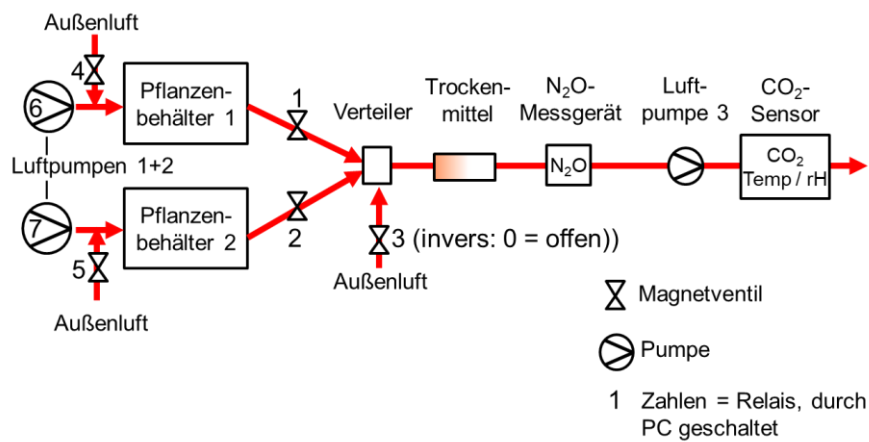 Außenluft
4
6
Pflanzen-
behälter 1
1
Verteiler
Trocken-
mittel
N₂O-
Messgerät
Luft-
pumpe 3
CO₂-
Sensor
N₂O
CO₂
Temp / rH
Luftpumpen 1+2
7
Pflanzen-
behälter 2
2
3 (invers: 0 = offen))
5
Außenluft
Außenluft
Magnetventil
Pumpe
1 Zahlen = Relais, durch
PC geschaltet